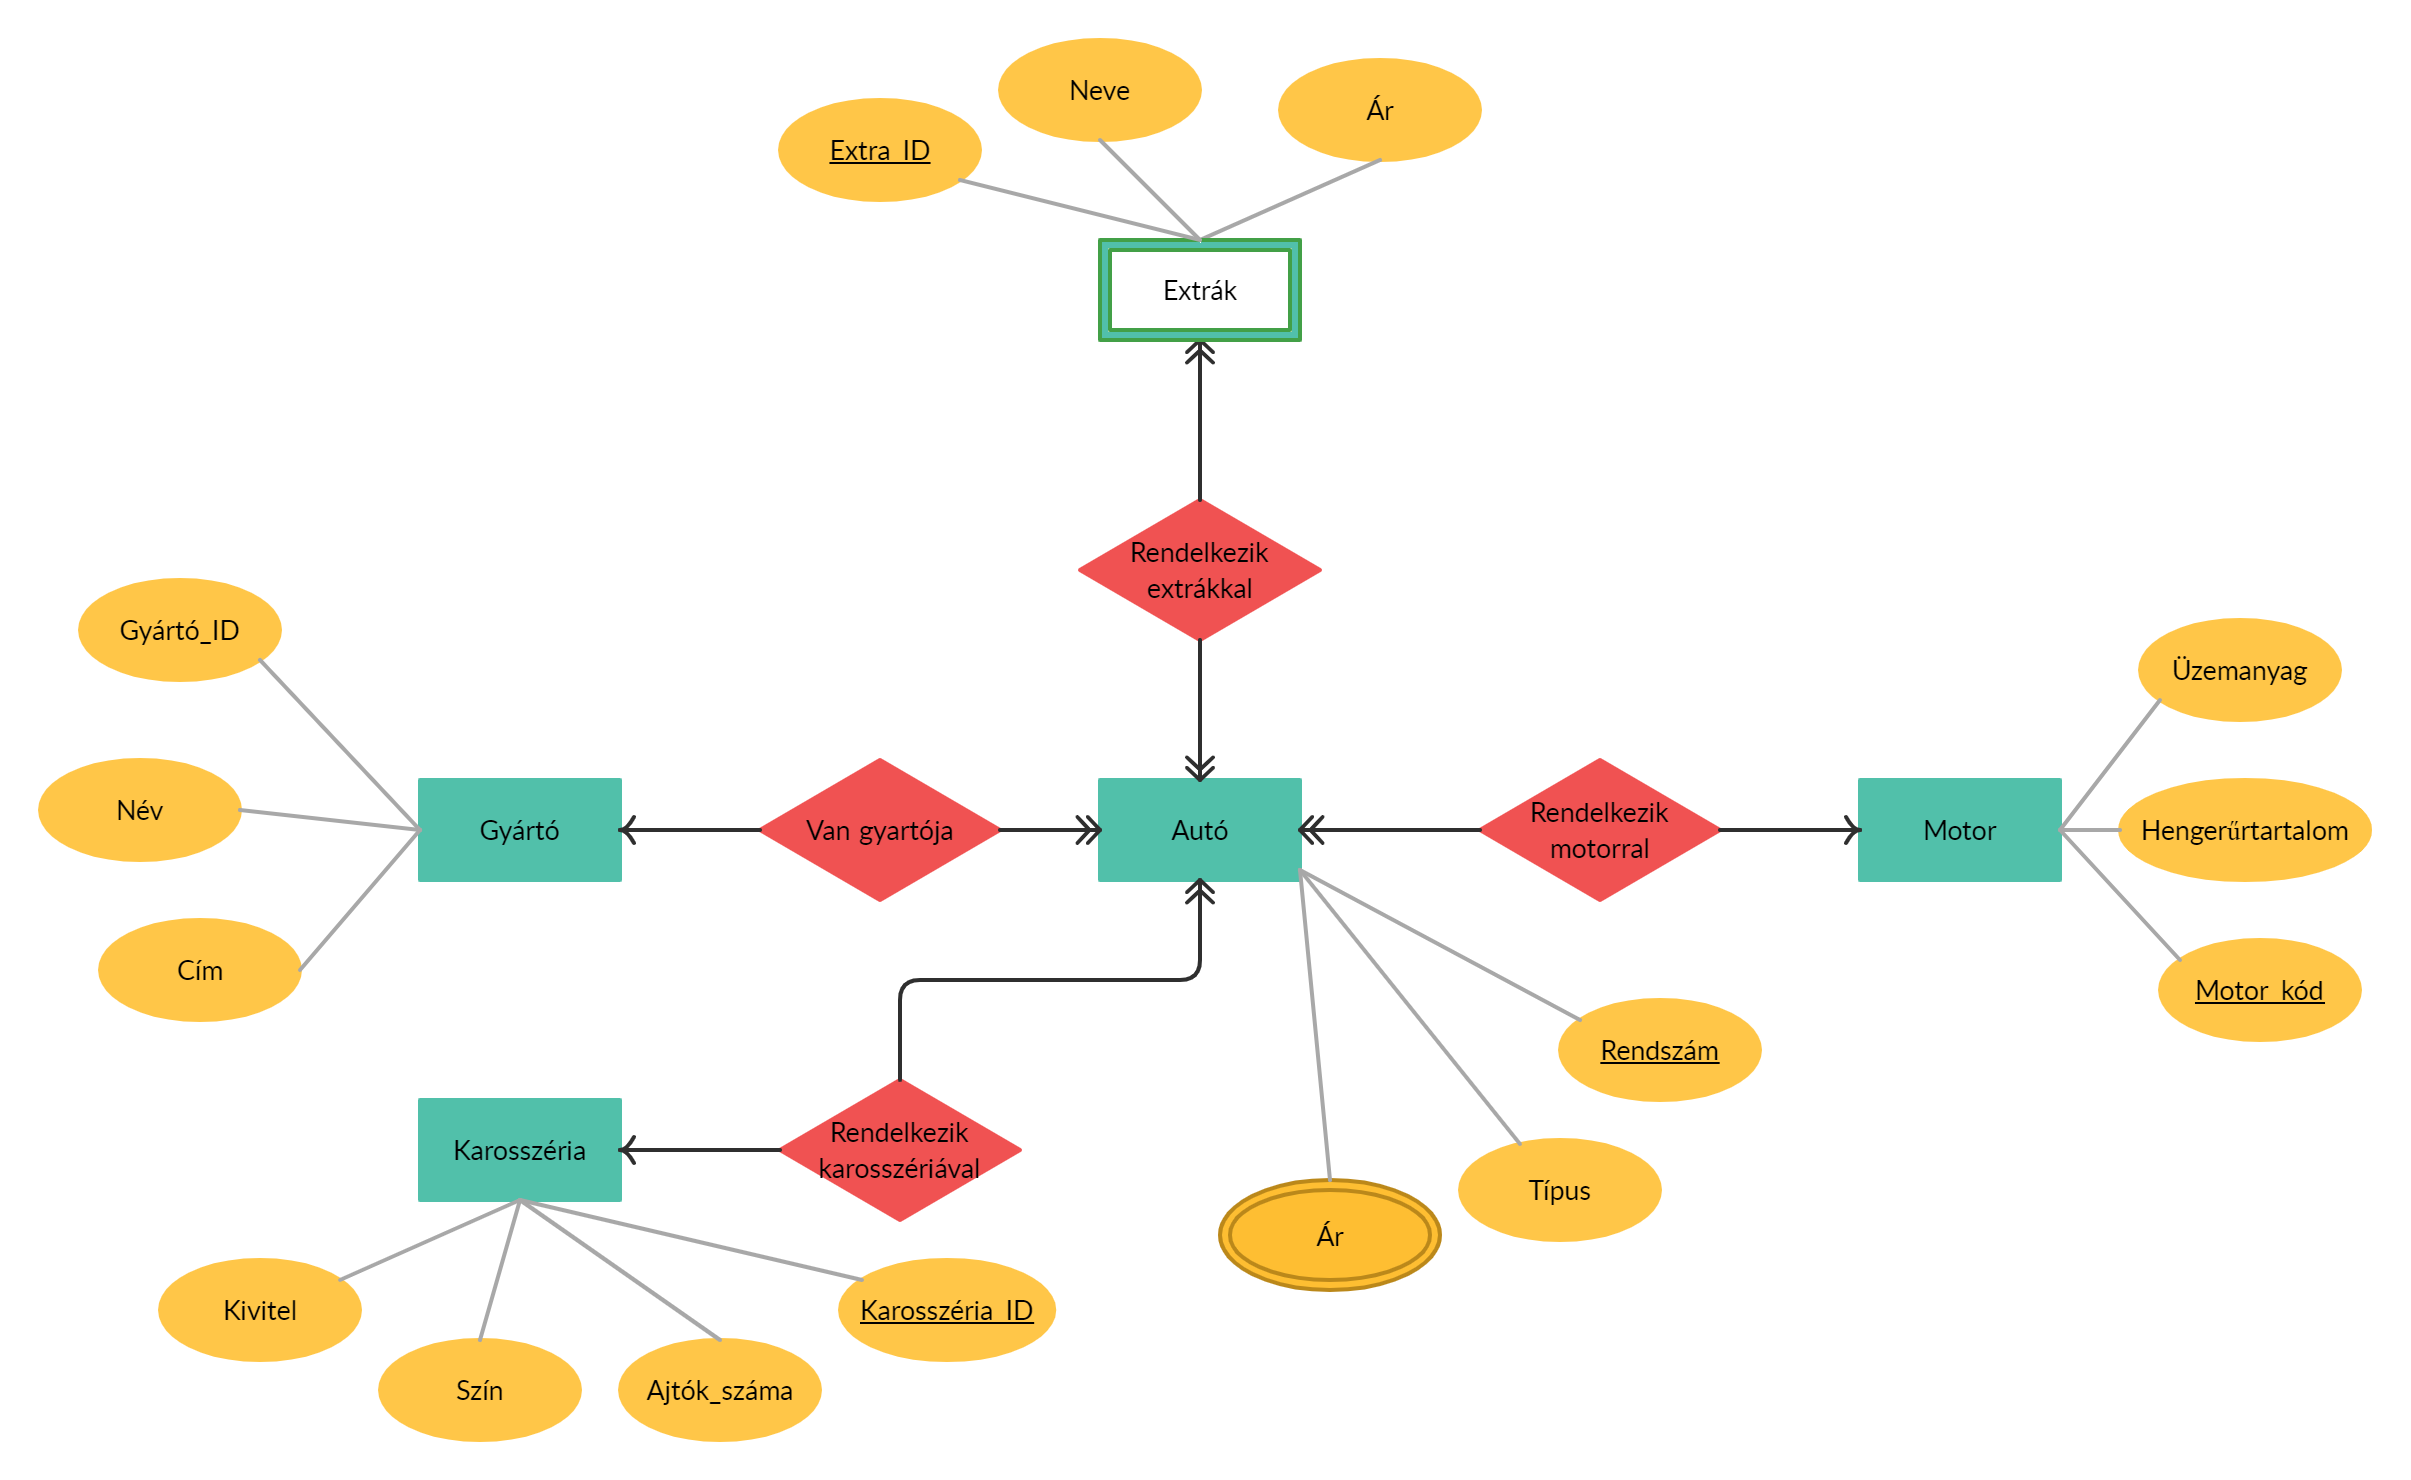 Neve
Ár
Extra_ID
Extrák
Rendelkezik
extrákkal
Gyártó_ID
Üzemanyag
Név
Gyártó
Van gyartója
Autó
Rendelkezik
motorral
Motor
Hengerűrtartalom
Cím
Motor_kód
Rendszám
Karosszéria
Rendelkezik
karosszériával
Típus
Ár
Kivitel
Karosszéria_ID
Szín
Ajtók_száma